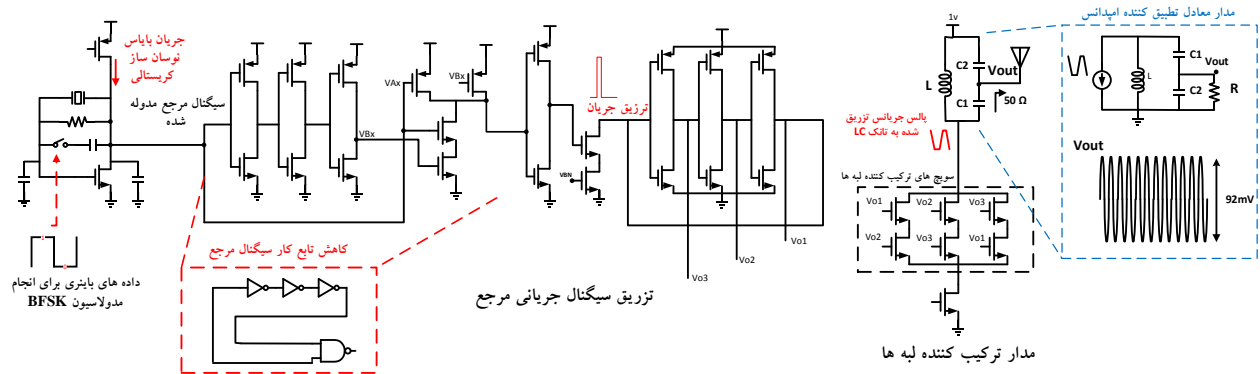 جریان بایاس
نوسان ساز
کریستالی
سیگنال مرجع مدوله
شده
VBx
VAx
VBx
VBN
تزریق جریان
Vo3
Vo2
Vo1
داده های باینری برای انجام
مدولاسیون BFSK
کاهش تابع کار سیگنال مرجع
تزریق سیگنال جریانی مرجع
1v
L
C2
Vout
C1
50 Ω
پالس جریانس تزریق
شده به تانک LC
سویچ های ترکیب کننده لبه ها
Vo1
Vo2
Vo3
Vo2
Vo3
Vo1
مدار ترکیب کننده لبه ها
مدار معادل تطبیق کننده امپدانس
L
C1
Vout
C2
R
Vout
92mV